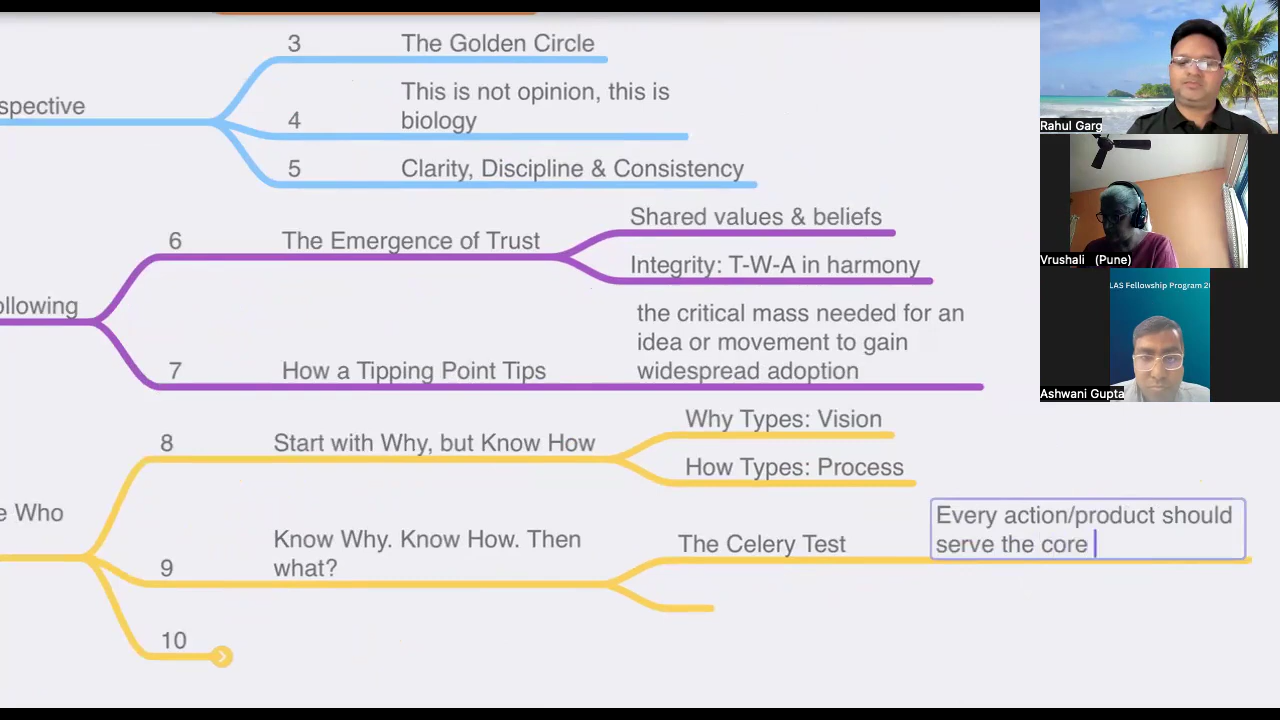 3 The Golden Circle
spective
This is not opinion, this is
4 biology
5 Clarity, Discipline & Consistency
6 The Emergence of Trust
Shared values & beliefs
Integrity: T-W-A in harmony
ollowing
the critical mass needed for an
idea or movement to gain
7 How a Tipping Point Tips widespread adoption
8 Start with Why, but Know How
Why Types: Vision
How Types: Process
e Who
Know Why. Know How. Then
9 what?
The Celery Test
Every action/product should
serve the core
10
Rahul Garg
Vrushali (Pune)
LAS Fellowship Program 20
Ashwani Gupta